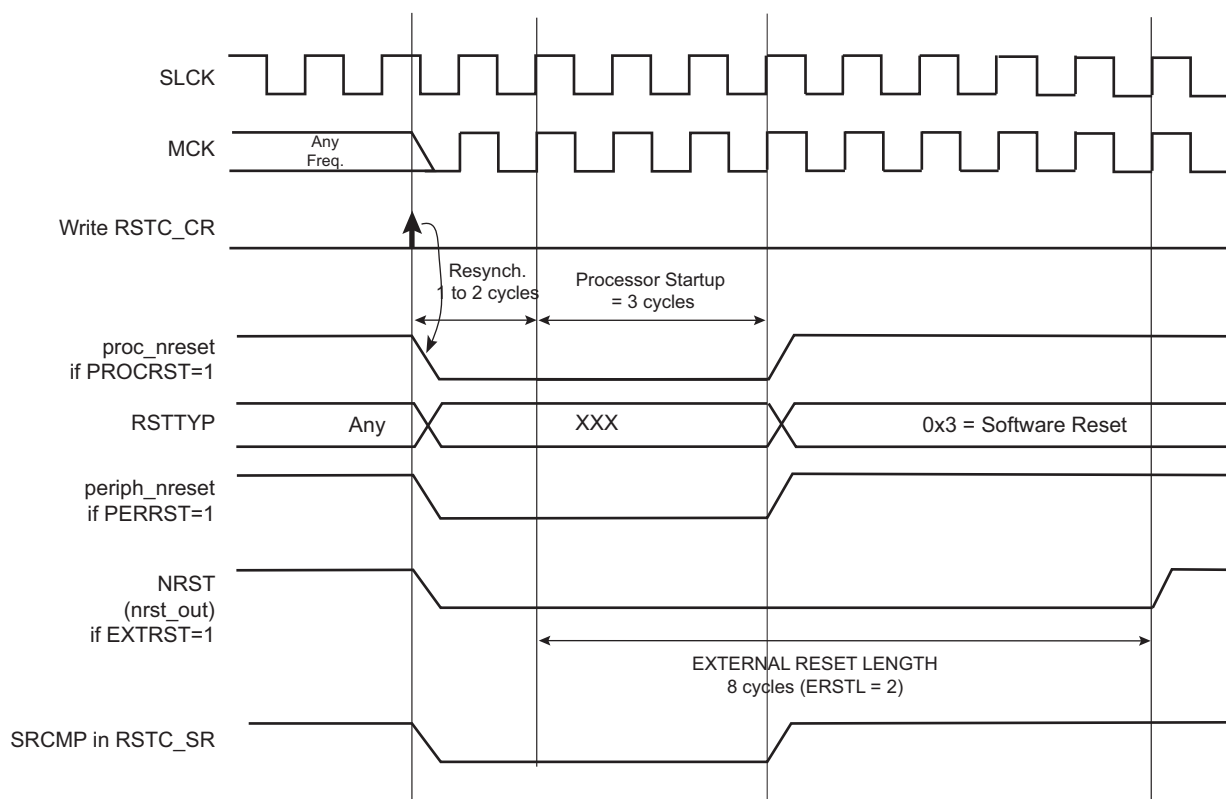 SLCK
MCK
Any
Freq.
Write RSTC_CR
Resynch.
1 to 2 cycles
Processor Startup
= 3 cycles
proc_nreset
if PROCRST=1
RSTTYP
Any
XXX
0x3 = Software Reset
periph_nreset
if PERRST=1
NRST
(nrst_out)
if EXTRST=1
EXTERNAL RESET LENGTH
8 cycles (ERSTL = 2)
SRCMP in RSTC_SR